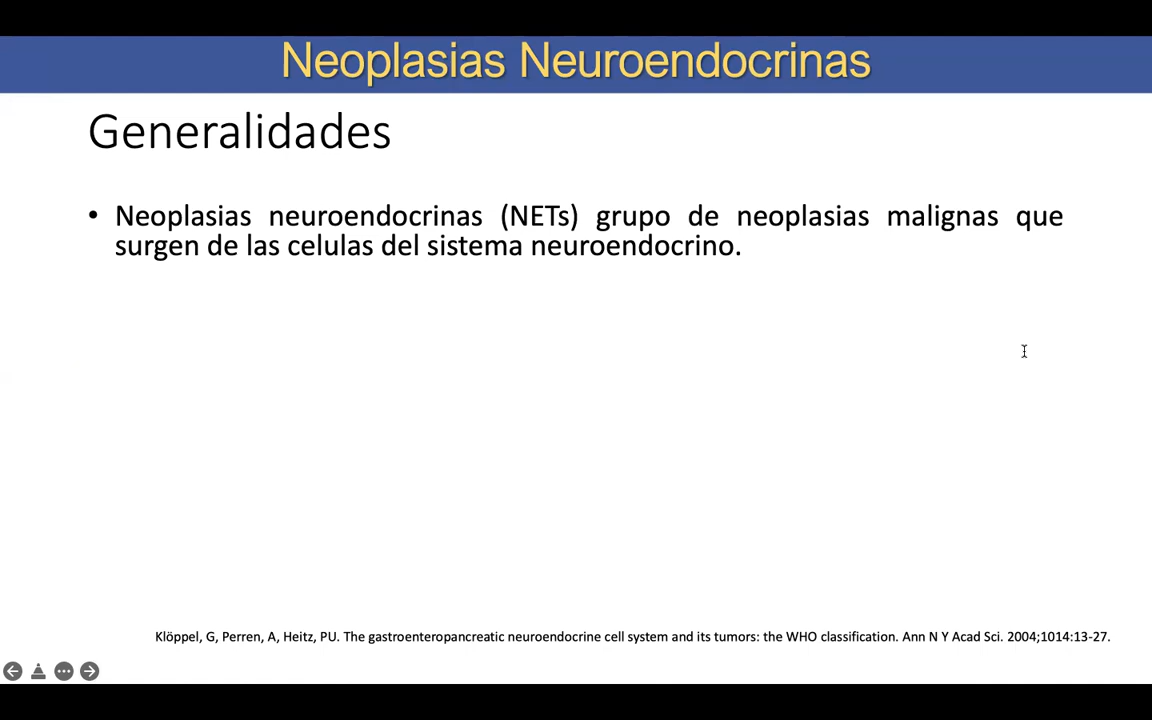 Neoplasias Neuroendocrinas
Generalidades
• Neoplasias neuroendocrinas (NETs) grupo de neoplasias malignas que
surgen de las celulas del sistema neuroendocrino.
Klöppel, G, Perren, A, Heitz, PU. The gastroenteropancreatic neuroendocrine cell system and its tumors: the WHO classification. Ann N Y Acad Sci. 2004;1014:13-27.